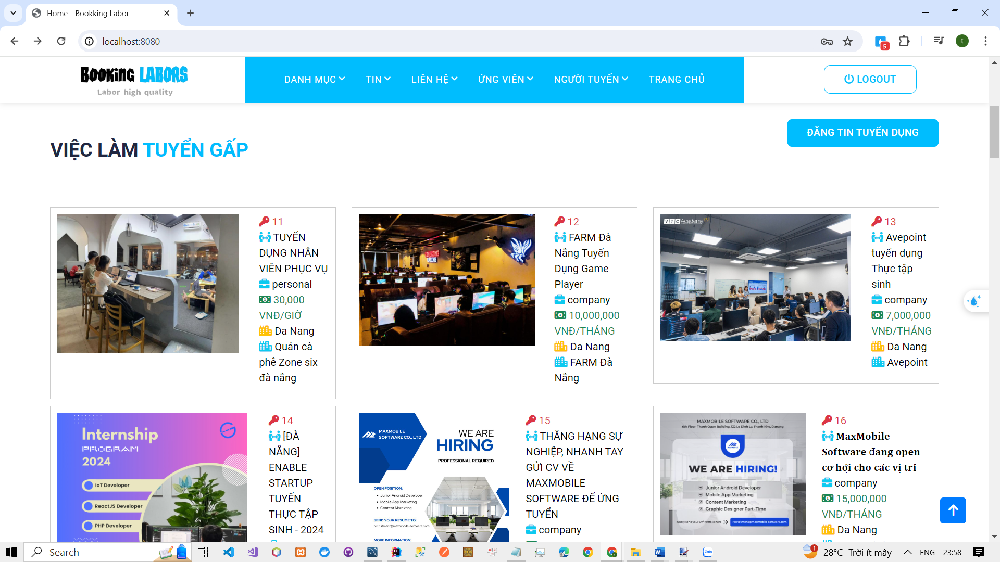 Home - Bookking Labor
localhost:8080
5
t
BOOKING LABORS
Labor high quality
DANH MỤC
TIN
LIÊN HỆ
ỨNG VIÊN
NGƯỜI TUYỂN
TRANG CHỦ
LOGOUT
VIỆC LÀM TUYỂN GẤP
ĐĂNG TIN TUYỂN DỤNG
11
TUYỂN
DỤNG NHÂN
VIÊN PHỤC VỤ
personal
30,000
VNĐ/GIỜ
Da Nang
Quán cà
phê Zone six
đà nẵng
12
FARM Đà
Nẵng Tuyển
Dụng Game
Player
company
10,000,000
VNĐ/THÁNG
Da Nang
FARM Đà
Nẵng
VTC Academy
13
Avepoint
tuyển dụng
Thực tập
sinh
company
7,000,000
VNĐ/THÁNG
Da Nang
Avepoint
Internship
PROGRAM
2024
IoT Developer
ReactJS Developer
PHP Developer
14
[ĐÀ
NẴNG]
ENABLE
STARTUP
TUYỂN
THỰC TẬP
SINH - 2024
MAXMOBILE
SOFTWARE CO., LTD
WE ARE
HIRING
PROFESSIONAL REQUIRED
OPEN POSITION:
Junior Android Developer
Mobile App Marketing
Content Marekting
SEND YOUR RESUME TO:
recruitment@maxmobile-software.com
MORE INFORMATION:
15
THĂNG HẠNG SỰ
NGHIỆP, NHANH TAY
GỬI CV VỀ
MAXMOBILE
SOFTWARE ĐỂ ỨNG
TUYỂN
company
MAXMOBILE SOFTWARE CO., LTD
6th Floor, Thanh Quan Building, 132 Le Dinh Ly, Thanh Khe, Danang
WE ARE HIRING!
Junior Android Developer
Mobile App Marketing
Content Marketing
Graphic Designer Part-Time
Kindly send your CV/Portfolio here
recruitment@maxmobile-software.com
16
MaxMobile
Software đang open
cơ hội cho các vị trí
company
15,000,000
VNĐ/THÁNG
Da Nang
Search
1
28°C Trời ít mây
ENG
23:58